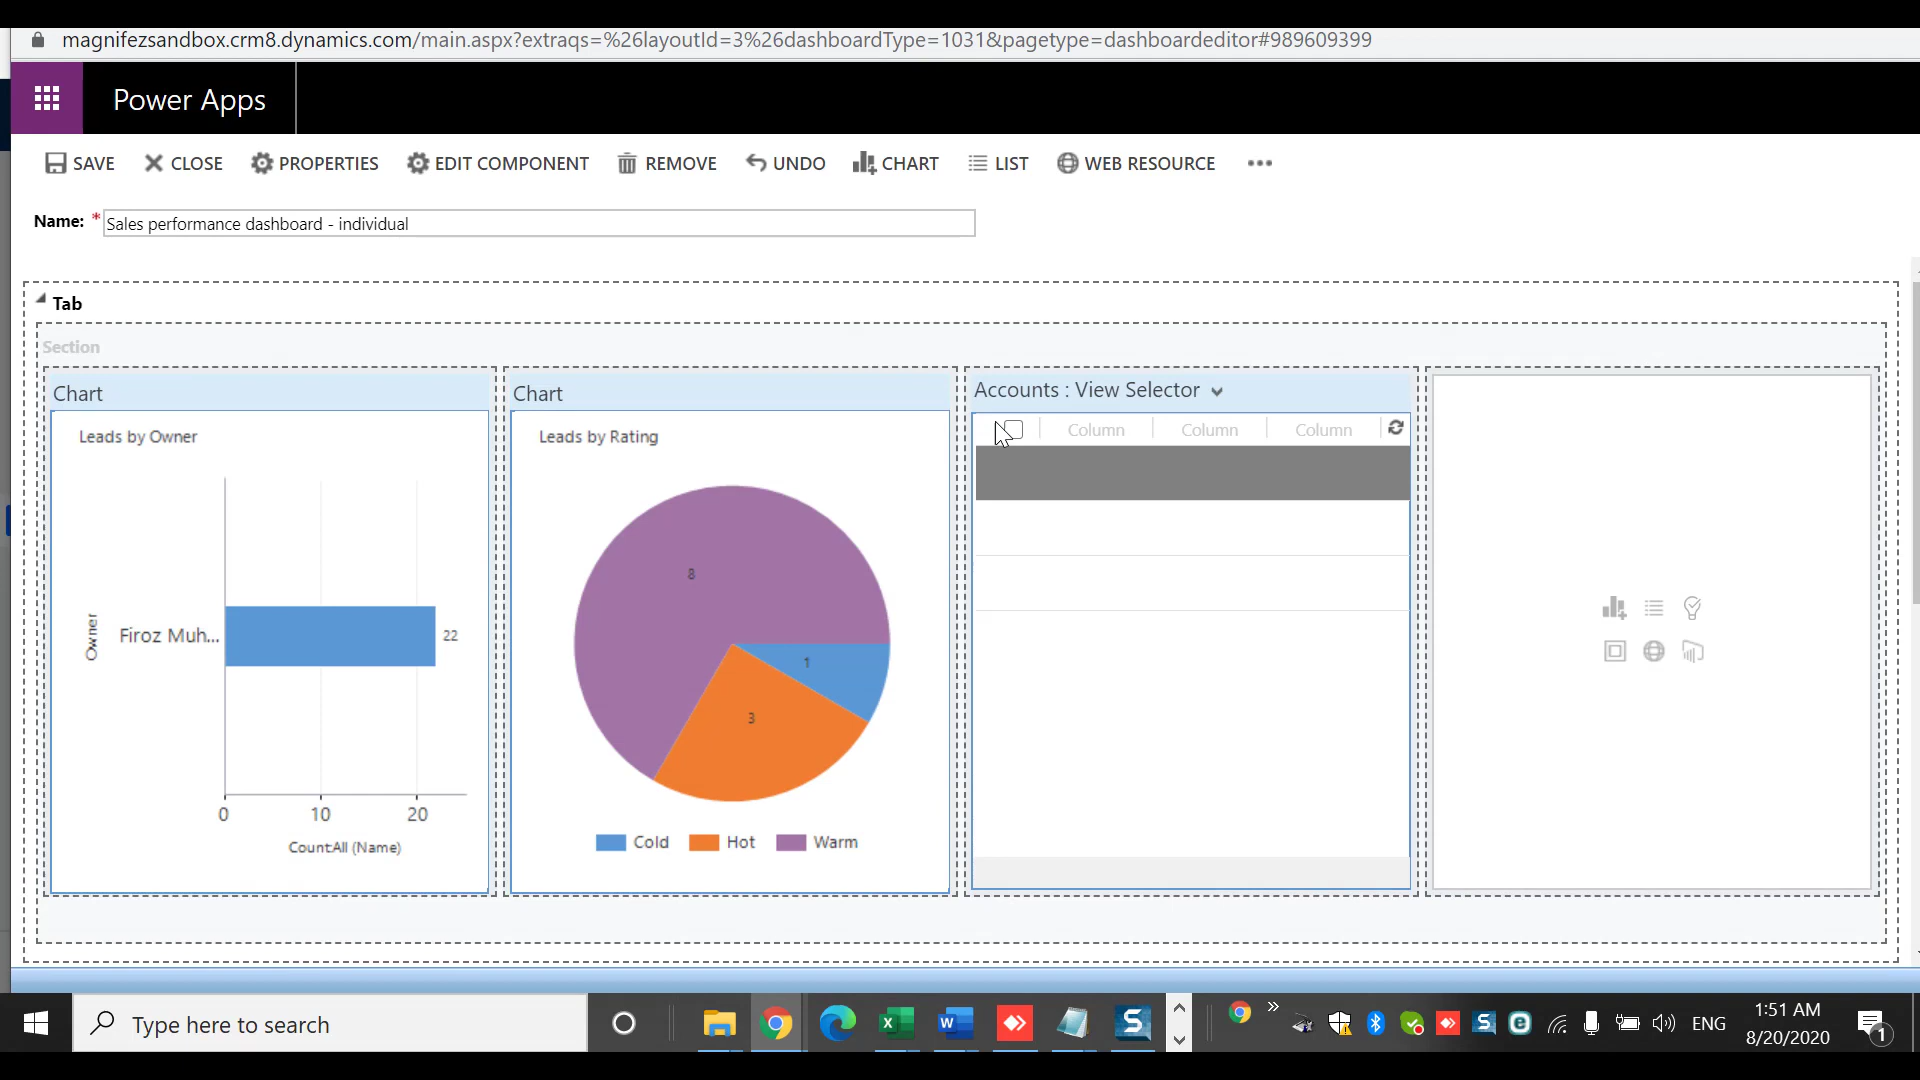 magnifezsandbox.crm8.dynamics.com/main.aspx?extraqs=%26layoutId=3%26dashboardType=1031&pagetype=dashboardeditor#989609399
Power Apps
SAVE CLOSE PROPERTIES EDIT COMPONENT REMOVE UNDO CHART LIST WEB RESOURCE •••
Name: * Sales performance dashboard - individual
Tab
Section
Chart
Leads by Owner
Owner
Firoz Muh...
22
0 10 20
CountAll (Name)
Chart
Leads by Rating
8
1
3
Cold Hot Warm
Accounts : View Selector
Column Column Column
Type here to search
ENG
1:51 AM
8/20/2020
1